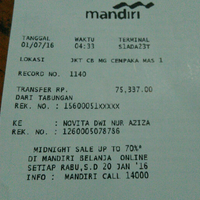 mandiri
TANGGAL WAKTU TERMINAL
01/07/16 04:33 S1ADAZ3Y
LOKASI : JKT CB MG CEMPAKA MAS 1
RECORD NO. 1140
TRANSFER RP. 75,387.00
DARI TABUNGAN
REK. NO. : 15600051XXXXX
KE : NOVITA DWI NUR AZIZA
REK. NO. : 1260005078786
MIDNIGHT SALE UP TO 70%*
DI MANDIRI BELANJA ONLINE
SETIAP RABU,S.D 20 JAN '16
INFO : MANDIRI CALL 14000